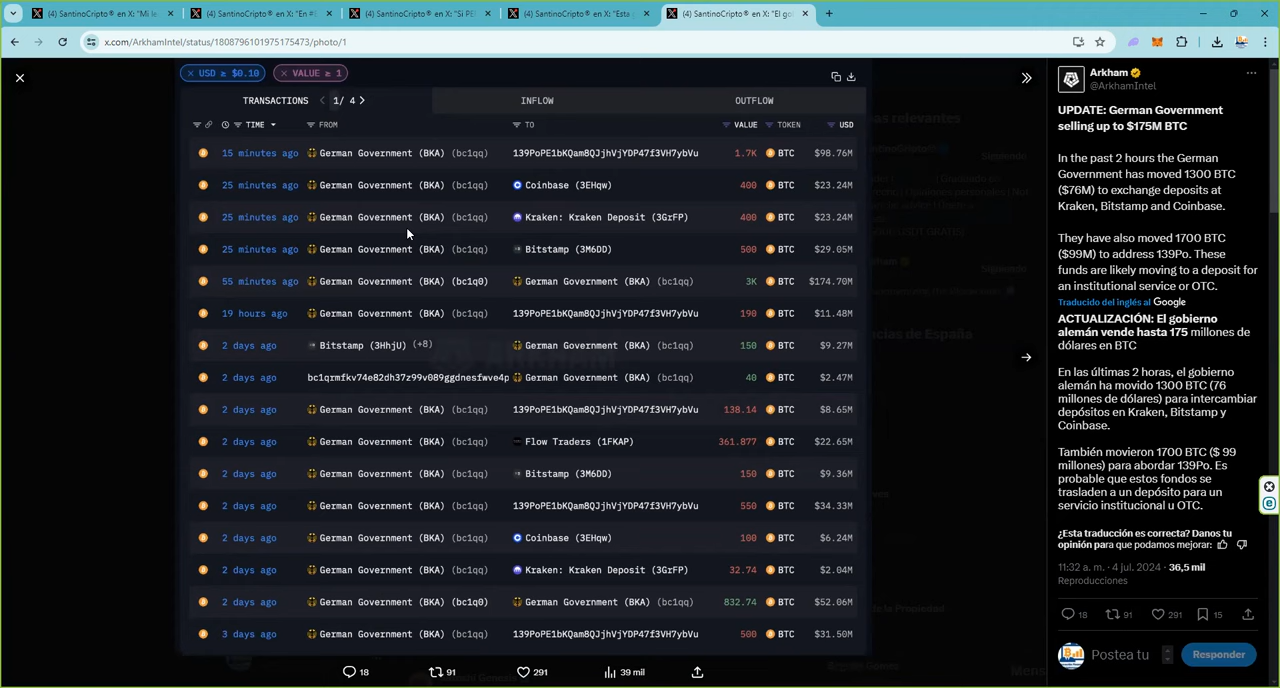 (4) SantinoCripto® en X: "Mi le
(4) SantinoCripto® en X: "En #
(4) SantinoCripto® en X: "Si PE
(4) SantinoCripto® en X: "Esta
(4) SantinoCripto® en X: "El go
x.com/ArkhamIntel/status/1808796101975175473/photo/1
× USD ≥ $0.10 × VALUE ≥ 1
TRANSACTIONS 1/ 4 INFLOW OUTFLOW
TIME FROM TO VALUE TOKEN USD
15 minutes ago German Government (BKA) (bc1qq) 139PoPE1bKQam8QJjhVjYDP47f3VH7ybVu 1.7K BTC $98.76M
25 minutes ago German Government (BKA) (bc1qq) Coinbase (3EHqw) 400 BTC $23.24M
25 minutes ago German Government (BKA) (bc1qq) Kraken: Kraken Deposit (3GrFP) 400 BTC $23.24M
25 minutes ago German Government (BKA) (bc1qq) Bitstamp (3M6DD) 500 BTC $29.05M
55 minutes ago German Government (BKA) (bc1q0) German Government (BKA) (bc1qq) 3K BTC $174.70M
19 hours ago German Government (BKA) (bc1qq) 139PoPE1bKQam8QJjhVjYDP47f3VH7ybVu 190 BTC $11.48M
2 days ago Bitstamp (3HhjU) (+8) German Government (BKA) (bc1qq) 150 BTC $9.27M
2 days ago bc1qrmfkv74e82dh37z99v089ggdnesfwve4p German Government (BKA) (bc1qq) 40 BTC $2.47M
2 days ago German Government (BKA) (bc1qq) 139PoPE1bKQam8QJjhVjYDP47f3VH7ybVu 138.14 BTC $8.65M
2 days ago German Government (BKA) (bc1qq) Flow Traders (1FKAP) 361.877 BTC $22.65M
2 days ago German Government (BKA) (bc1qq) Bitstamp (3M6DD) 150 BTC $9.36M
2 days ago German Government (BKA) (bc1qq) 139PoPE1bKQam8QJjhVjYDP47f3VH7ybVu 550 BTC $34.33M
2 days ago German Government (BKA) (bc1qq) Coinbase (3EHqw) 100 BTC $6.24M
2 days ago German Government (BKA) (bc1qq) Kraken: Kraken Deposit (3GrFP) 32.74 BTC $2.04M
2 days ago German Government (BKA) (bc1q0) German Government (BKA) (bc1qq) 832.74 BTC $52.06M
3 days ago German Government (BKA) (bc1qq) 139PoPE1bKQam8QJjhVjYDP47f3VH7ybVu 500 BTC $31.50M
18 91 291 39 mil
Arkham
@ArkhamIntel
UPDATE: German Government
selling up to $175M BTC
In the past 2 hours the German
Government has moved 1300 BTC
($76M) to exchange deposits at
Kraken, Bitstamp and Coinbase.
They have also moved 1700 BTC
($99M) to address 139Po. These
funds are likely moving to a deposit for
an institutional service or OTC.
Traducido del inglés al Google
ACTUALIZACIÓN: El gobierno
alemán vende hasta 175 millones de
dólares en BTC
En las últimas 2 horas, el gobierno
alemán ha movido 1300 BTC (76
millones de dólares) para intercambiar
depósitos en Kraken, Bitstamp y
Coinbase.
También movieron 1700 BTC ($ 99
millones) para abordar 139Po. Es
probable que estos fondos se
trasladen a un depósito para un
servicio institucional u OTC.
¿Esta traducción es correcta? Danos tu
opinión para que podamos mejorar:
11:32 a. m. · 4 jul. 2024 · 36,5 mil
Reproducciones
18 91 291 15
Postea tu Responder